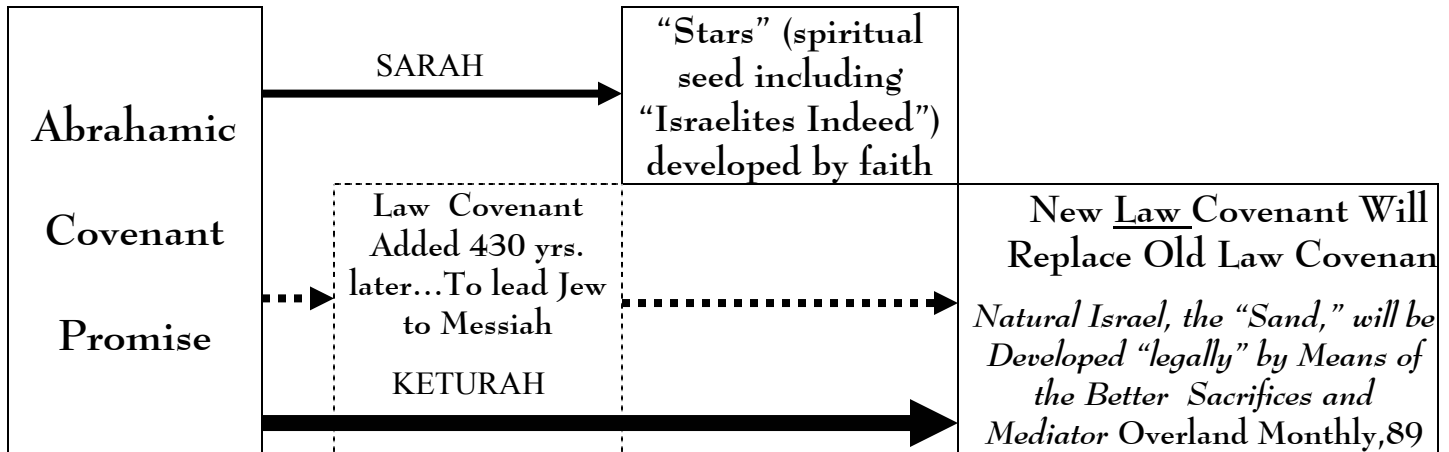 Abrahamic
Covenant
Promise
SARAH
“Stars” (spiritual
seed including
“Israelites Indeed”)
developed by faith
Law Covenant
Added 430 yrs.
later...To lead Jew
to Messiah
KETURAH
New Law Covenant Will
Replace Old Law Covenan
Natural Israel, the “Sand,” will be
Developed “legally” by Means of
the Better Sacrifices and
Mediator Overland Monthly,89